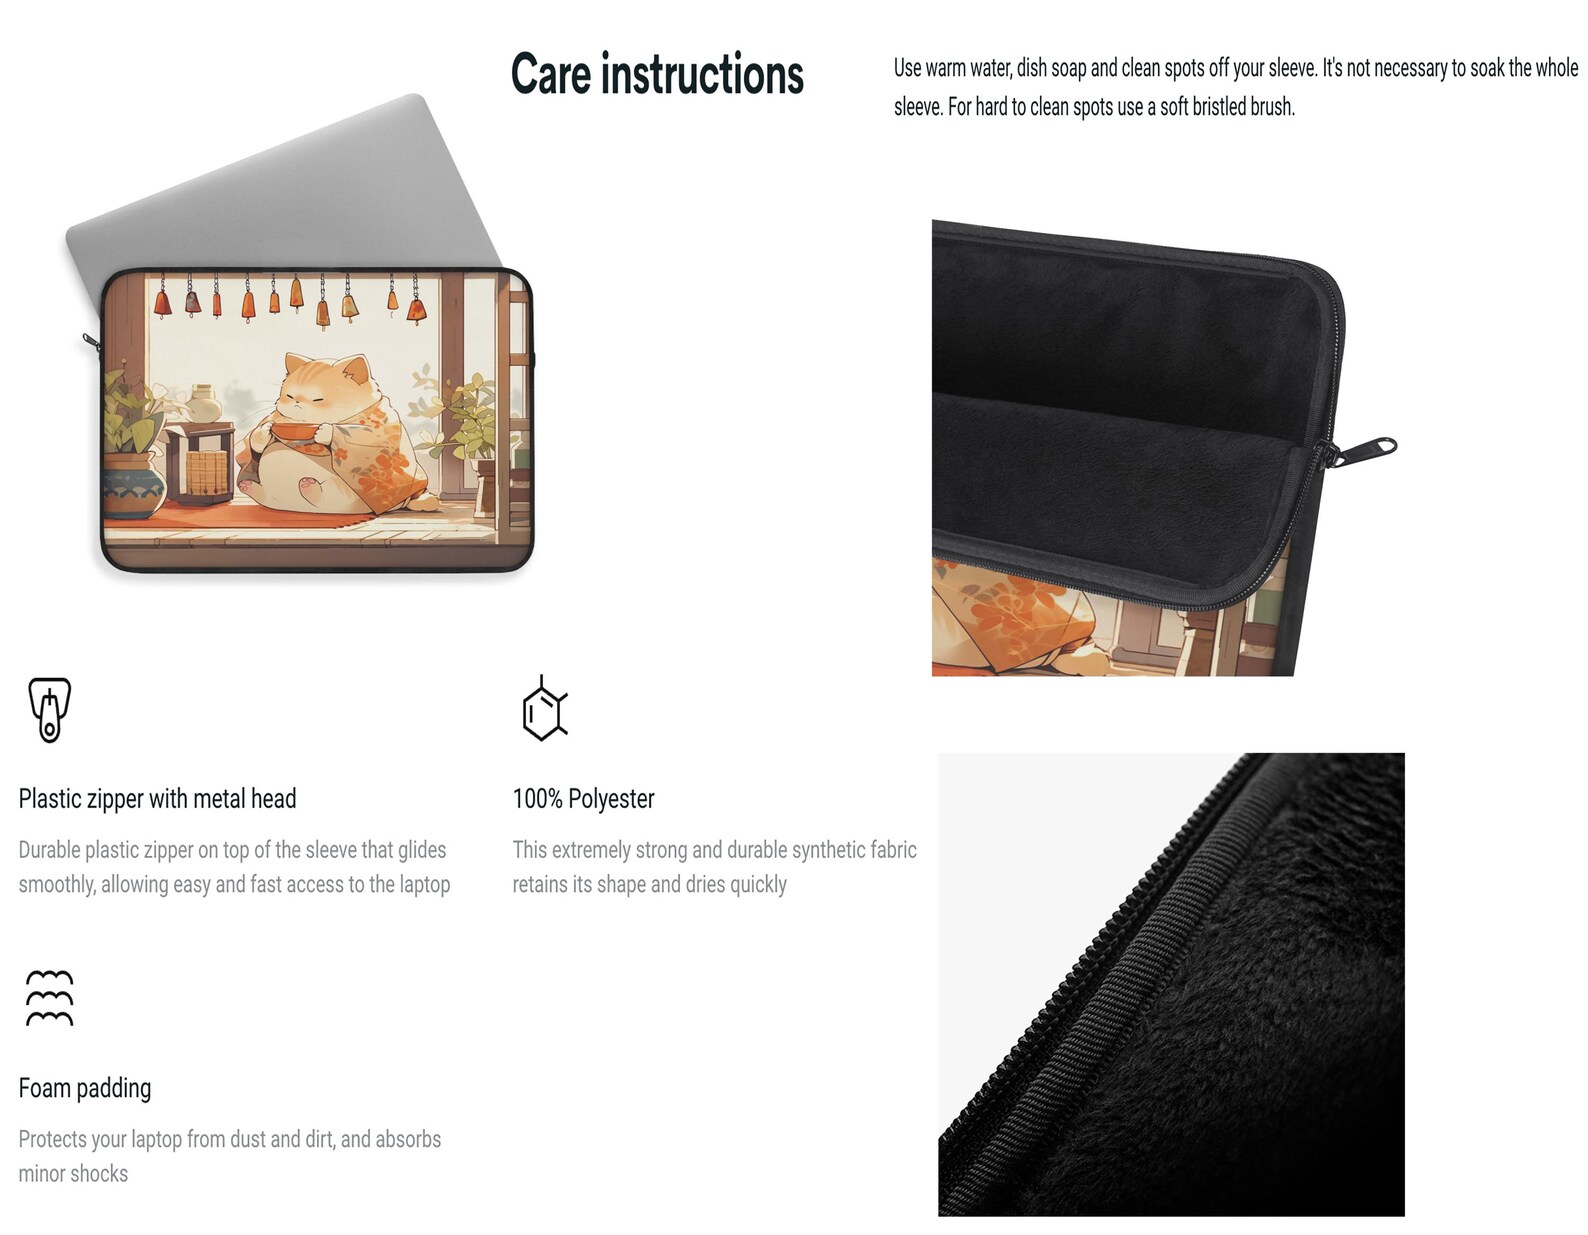 Care instructions
Use warm water, dish soap and clean spots off your sleeve. It's not necessary to soak the whole
sleeve. For hard to clean spots use a soft bristled brush.
Plastic zipper with metal head
Durable plastic zipper on top of the sleeve that glides
smoothly, allowing easy and fast access to the laptop
100% Polyester
This extremely strong and durable synthetic fabric
retains its shape and dries quickly
Foam padding
Protects your laptop from dust and dirt, and absorbs
minor shocks